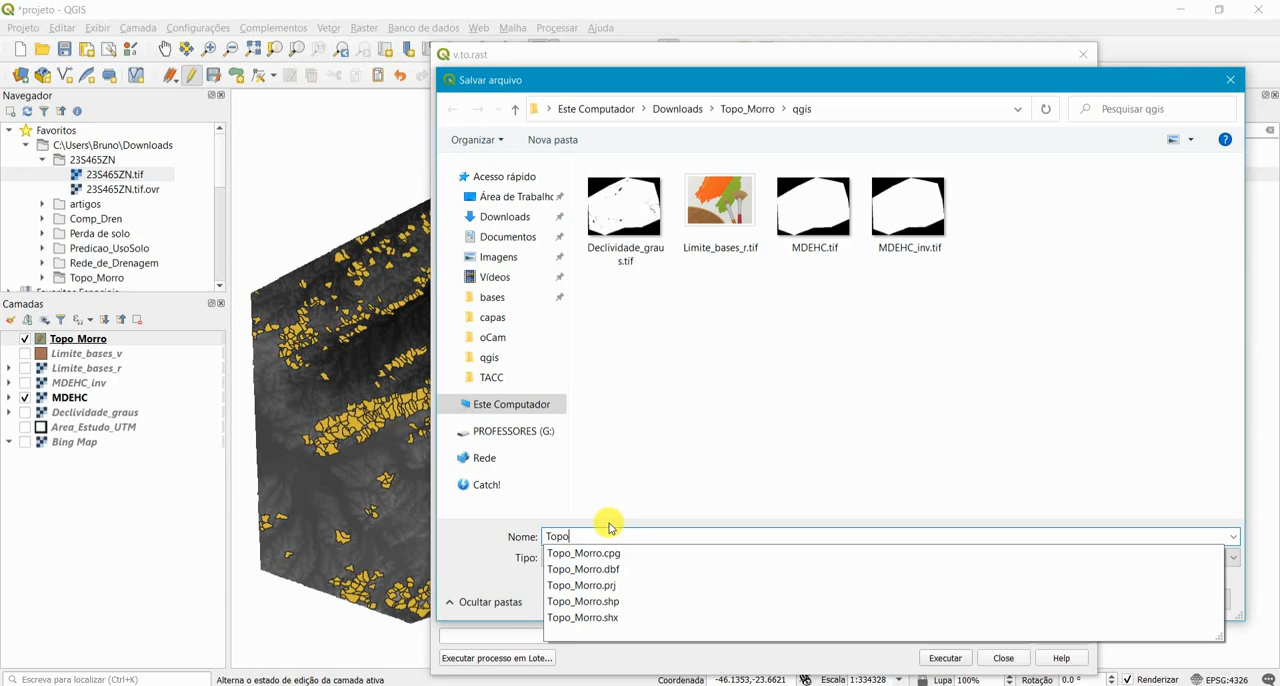 *projeto - QGIS
Projeto Editar Exibir Camada Configurações Complementos Vetor Raster Banco de dados Web Malha Processar Ajuda
Navegador
Favoritos
C:\Users\Bruno\Downloads
23S465ZN
23S465ZN.tif
23S465ZN.tif.ovr
artigos
Comp_Dren
Perda de solo
Predicao_UsoSolo
Rede_de_Drenagem
Topo_Morro
Camadas
Topo_Morro
Limite_bases_v
Limite_bases_r
MDEHC_inv
MDEHC
Declividade_graus
Area_Estudo_UTM
Bing Map
v.to.rast
Salvar arquivo
Este Computador > Downloads > Topo_Morro > qgis
Pesquisar qgis
Organizar Nova pasta
Acesso rápido
Área de Trabalho
Downloads
Documentos
Imagens
Vídeos
bases
capas
oCam
qgis
TACC
Este Computador
PROFESSORES (G:)
Rede
Catch!
Declividade_grau
s.tif
Limite_bases_r.tif
MDEHC.tif
MDEHC_inv.tif
Nome: Topo
Tipo:
Topo_Morro.cpg
Topo_Morro.dbf
Topo_Morro.prj
Topo_Morro.shp
Topo_Morro.shx
Ocultar pastas
Executar processo em Lote... Executar Close Help
Escreva para localizar (Ctrl+K) Alterna o estado de edição da camada ativa Coordenada -46.1353,-23.6621 Escala 1:334328 Lupa 100% Rotação 0.0 ° Renderizar EPSG:4326